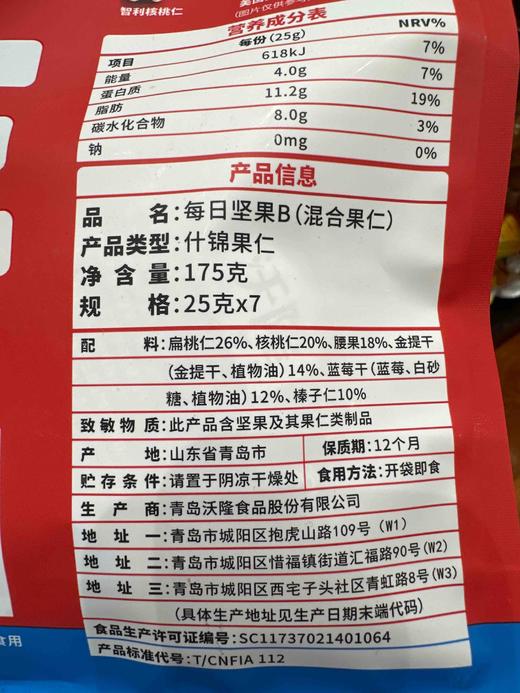 智利核桃仁
(图片仅供参考
营养成分表
项目 每份(25g) NRV%
能量 618kJ 7%
蛋白质 4.0g 7%
脂肪 11.2g 19%
碳水化合物 8.0g 3%
钠 0mg 0%
产品信息
品 名:每日坚果B(混合果仁)
产品类型:什锦果仁
净含量:175克
规 格:25克x7
配 料:扁桃仁26%、核桃仁20%、腰果18%、金提干
(金提干、植物油)14%、蓝莓干(蓝莓、白砂
糖、植物油)12%、榛子仁10%
致敏物质:此产品含坚果及其果仁类制品
产 地:山东省青岛市 保质期:12个月
贮存条件:请置于阴凉干燥处 食用方法:开袋即食
生产商:青岛沃隆食品股份有限公司
地址一:青岛市城阳区抱虎山路109号(W1)
地址二:青岛市城阳区惜福镇街道汇福路90号(W2)
地址三:青岛市城阳区西宅子头社区青虹路8号(W3)
(具体生产地址见生产日期末端代码)
食品生产许可证编号:SC11737021401064
产品标准代号:T/CNFIA 112
食用